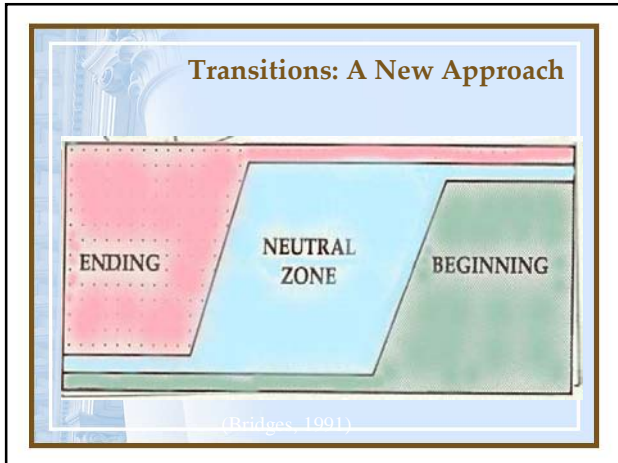 Transitions: A New Approach
ENDING
NEUTRAL
ZONE
BEGINNING
(Bridges, 1991)